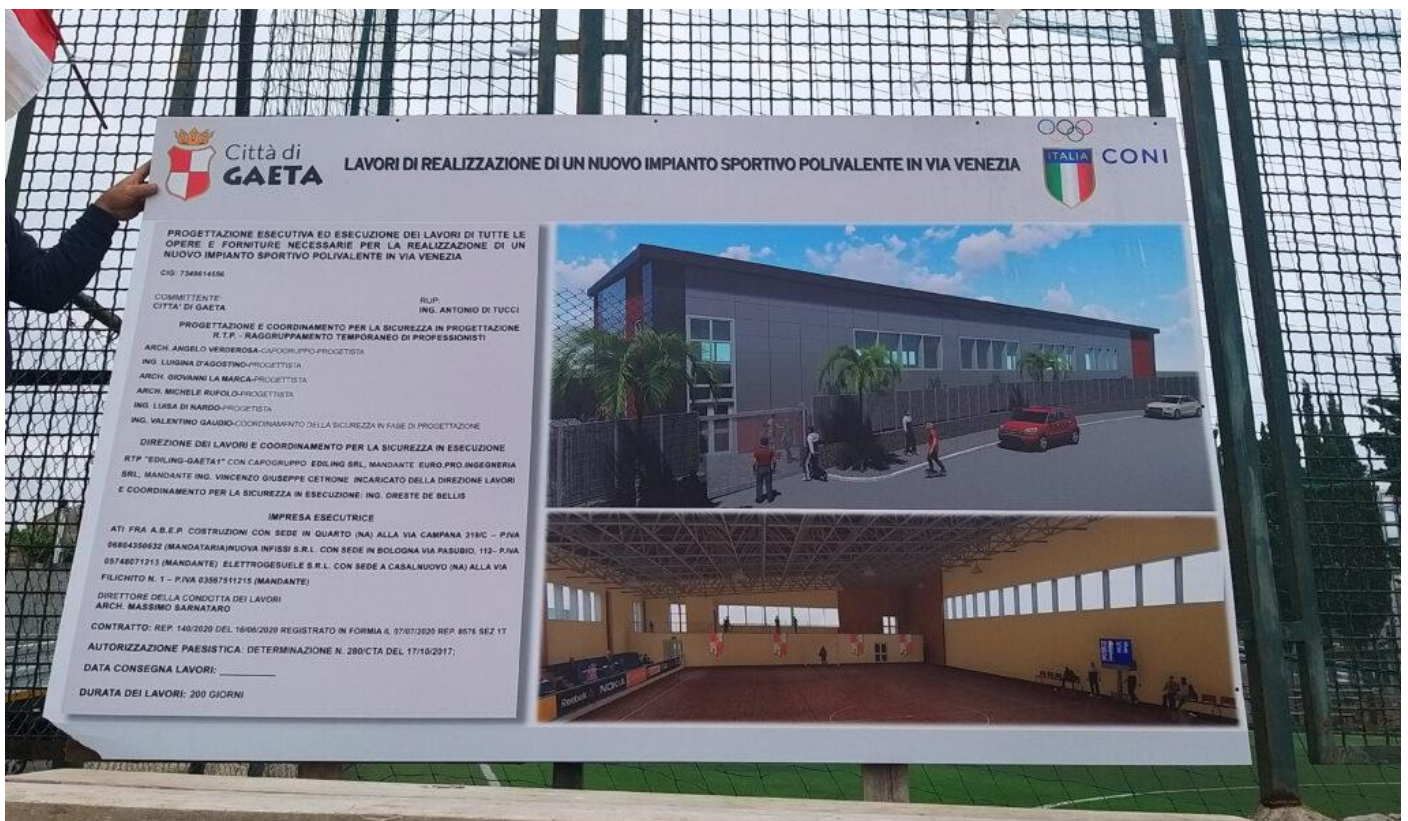 Città di
GAETA
LAVORI DI REALIZZAZIONE DI UN NUOVO IMPIANTO SPORTIVO POLIVALENTE IN VIA VENEZIA
ITALIA
CONI
PROGETTAZIONE ESECUTIVA ED ESECUZIONE DEI LAVORI DI TUTTE LE
OPERE E FORNITURE NECESSARIE PER LA REALIZZAZIONE DI UN
NUOVO IMPIANTO SPORTIVO POLIVALENTE IN VIA VENEZIA
CIG: 7349614556
COMMITTENTE:
CITTA' DI GAETA
RUP:
ING. ANTONIO DI TUCCI
PROGETTAZIONE E COORDINAMENTO PER LA SICUREZZA IN PROGETTAZIONE
R.T.P. - RAGGRUPPAMENTO TEMPORANEO DI PROFESSIONISTI
ARCH. ANGELO VERDEROSA-CAPOGRUPPO-PROGETISTA
ING. LUIGINA D'AGOSTINO-PROGETTISTA
ARCH. GIOVANNI LA MARCA-PROGETTISTA
ARCH. MICHELE RUFOLO-PROGETTISTA
ING. LUISA DI NARDO-PROGETISTA
ING. VALENTINO GAUDIO-COORDINAMENTO DELLA SICUREZZA IN FASE DI PROGETTAZIONE
DIREZIONE DEI LAVORI E COORDINAMENTO PER LA SICUREZZA IN ESECUZIONE
RTP "EDILING-GAETA1" CON CAPOGRUPPO EDILING SRL, MANDANTE EURO.PRO.INGEGNERIA
SRL, MANDANTE ING. VINCENZO GIUSEPPE CETRONE INCARICATO DELLA DIREZIONE LAVORI
E COORDINAMENTO PER LA SICUREZZA IN ESECUZIONE: ING. ORESTE DE BELLIS
IMPRESA ESECUTRICE
ATI FRA A.B.E.P. COSTRUZIONI CON SEDE IN QUARTO (NA) ALLA VIA CAMPANA 219/C – P.IVA
06804350632 (MANDATARIA)NUOVA INFISSI S.R.L. CON SEDE IN BOLOGNA VIA PASUBIO, 112– P.IVA
05748071213 (MANDANTE) ELETTROGESUELE S.R.L. CON SEDE A CASALNUOVO (NA) ALLA VIA
FILICHITO N. 1 – P.IVA 03567511215 (MANDANTE)
DIRETTORE DELLA CONDOTTA DEI LAVORI
ARCH. MASSIMO SARNATARO
CONTRATTO: REP. 140/2020 DEL 16/06/2020 REGISTRATO IN FORMIA IL 07/07/2020 REP. 8576 SEZ 1T
AUTORIZZAZIONE PAESISTICA: DETERMINAZIONE N. 280/CTA DEL 17/10/2017;
DATA CONSEGNA LAVORI: ________
DURATA DEI LAVORI: 200 GIORNI
Reebok
NOKIA